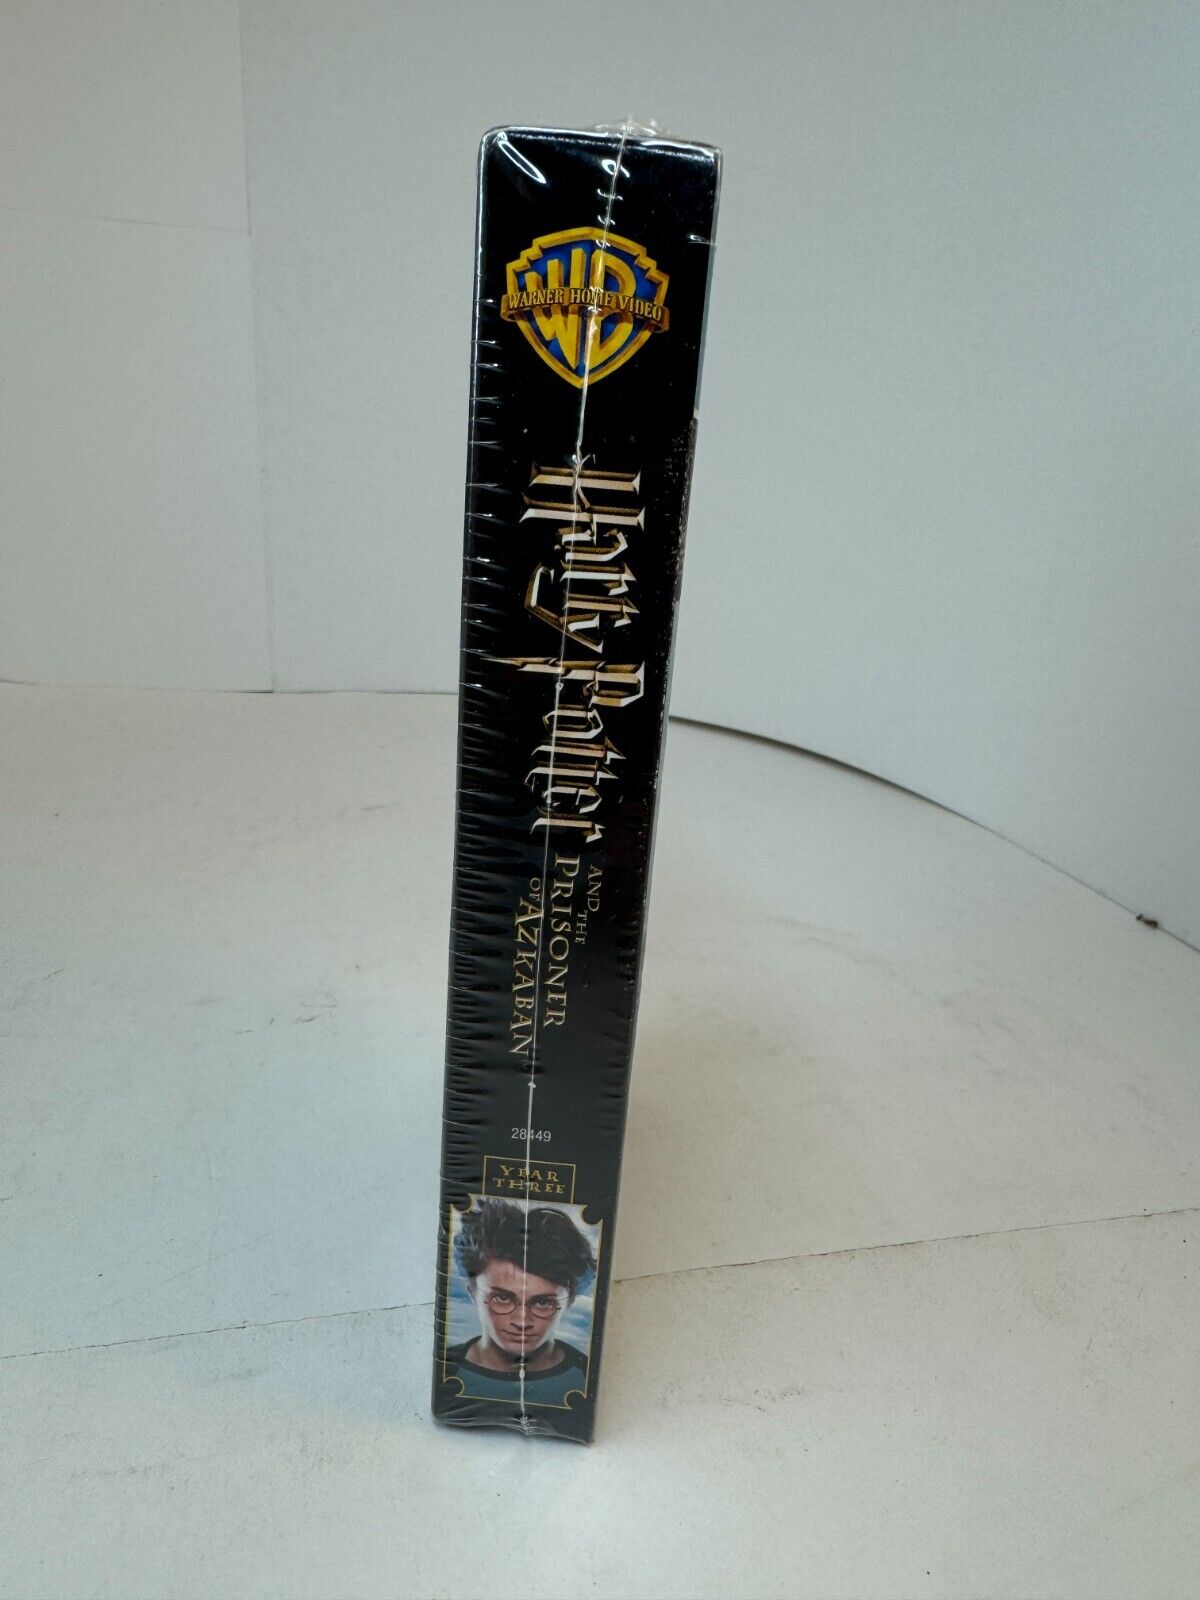 WB
WARNER HOME VIDEO
Harry Potter
AND THE
PRISONER
OF AZKABAN
28449
YEAR
THREE